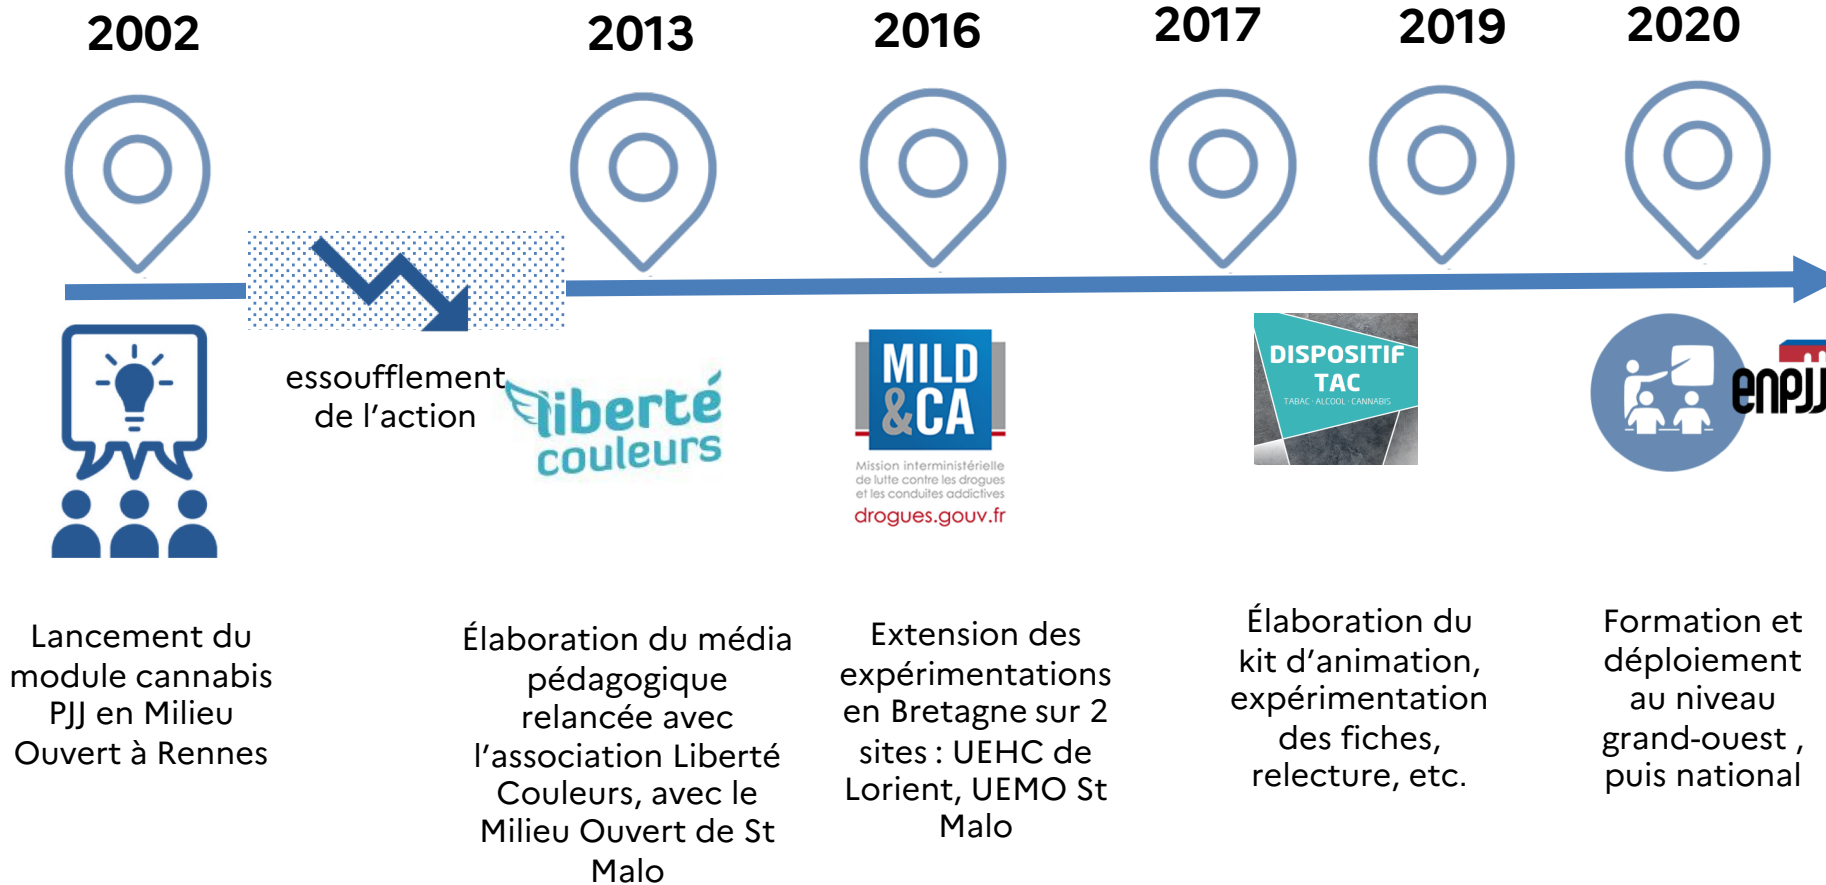 2002
2013
2016
2017
2019
2020
essoufflement
de l’action
liberté
couleurs
MILD
&CA
Mission interministérielle
de lutte contre les drogues
et les conduites addictives
drogues.gouv.fr
DISPOSITIF
TAC
TABAC · ALCOOL · CANNABIS
enpjj
Lancement du
module cannabis
PJJ en Milieu
Ouvert à Rennes
Élaboration du média
pédagogique
relancée avec
l’association Liberté
Couleurs, avec le
Milieu Ouvert de St
Malo
Extension des
expérimentations
en Bretagne sur 2
sites : UEHC de
Lorient, UEMO St
Malo
Élaboration du
kit d’animation,
expérimentation
des fiches,
relecture, etc.
Formation et
déploiement
au niveau
grand-ouest ,
puis national